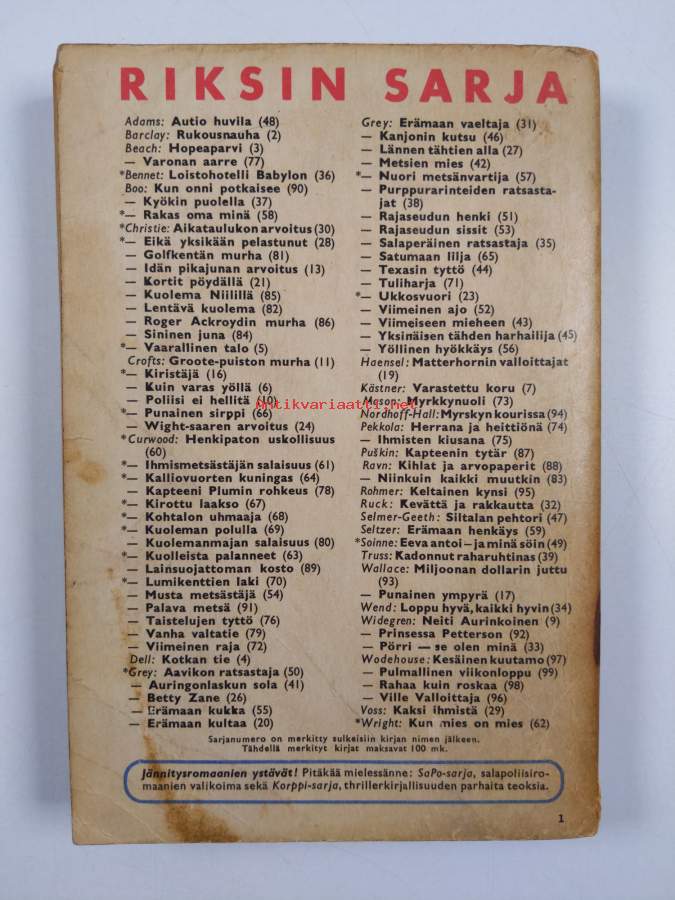 RIKSIN SARJA
Adams: Autio huvila (48)
Barclay: Rukousnauha (2)
Beach: Hopeaparvi (3)
— Varonan aarre (77)
*Bennet: Loistohotelli Babylon (36)
Boo: Kun onni potkaisee (90)
— Kyökin puolella (37)
*— Rakas oma minä (58)
*Christie: Aikataulukon arvoitus (30)
*— Eikä yksikään pelastunut (28)
— Golfkentän murha (81)
— Idän pikajunan arvoitus (13)
— Kortit pöydällä (21)
— Kuolema Niilillä (85)
— Lentävä kuolema (82)
— Roger Ackroydin murha (86)
— Sininen juna (84)
*— Vaarallinen talo (5)
Crofts: Groote-puiston murha (11)
*— Kiristäjä (16)
— Kuin varas yöllä (6)
— Poliisi ei hellitä (10)
*— Punainen sirppi (66)
— Wight-saaren arvoitus (24)
*Curwood: Henkipaton uskollisuus
(60)
*— Ihmismetsästäjän salaisuus (61)
*— Kalliovuorten kuningas (64)
— Kapteeni Plumin rohkeus (78)
*— Kirottu laakso (67)
*— Kohtalon uhmaaja (68)
*— Kuoleman polulla (69)
— Kuolemanmajan salaisuus (80)
*— Kuolleista palanneet (63)
— Lainsuojattoman kosto (89)
*— Lumikenttien laki (70)
— Musta metsästäjä (54)
— Palava metsä (91)
— Taistelujen tyttö (76)
— Vanha valtatie (79)
— Viimeinen raja (72)
Dell: Kotkan tie (4)
*Grey: Aavikon ratsastaja (50)
— Auringonlaskun sola (41)
— Betty Zane (26)
— Erämaan kukka (55)
— Erämaan kultaa (20)
Grey: Erämaan vaeltaja (31)
— Kanjonin kutsu (46)
— Lännen tähtien alla (27)
— Metsien mies (42)
*— Nuori metsänvartija (57)
— Purppurarinteiden ratsasta-
jat (38)
— Rajaseudun henki (51)
— Rajaseudun sissit (53)
— Salaperäinen ratsastaja (35)
— Satumaan lilja (65)
— Texasin tyttö (44)
— Tuliharja (71)
*— Ukkosvuori (23)
— Viimeinen ajo (52)
— Viimeiseen mieheen (43)
— Yksinäisen tähden harhailija (45)
— Yöllinen hyökkäys (56)
Haensel: Matterhornin valloittajat
(19)
Kästner: Varastettu koru (7)
Mason: Myrkkynuoli (73)
Nordhoff-Hall: Myrskyn kourissa (94)
Pekkola: Herrana ja heittiönä (74)
— Ihmisten kiusana (75)
Puškin: Kapteenin tytär (87)
Ravn: Kihlat ja arvopaperit (88)
— Niinkuin kaikki muutkin (83)
Rohmer: Keltainen kynsi (95)
Ruck: Kevättä ja rakkautta (32)
Selmer-Geeth: Siltalan pehtori (47)
Seltzer: Erämaan henkäys (59)
*Soinne: Eeva antoi – ja minä söin (49)
Truss: Kadonnut raharuhtinas (39)
Wallace: Miljoonan dollarin juttu
(93)
— Punainen ympyrä (17)
Wend: Loppu hyvä, kaikki hyvin (34)
Widegren: Neiti Aurinkoinen (9)
— Prinsessa Petterson (92)
— Pörri — se olen minä (33)
Wodehouse: Kesäinen kuutamo (97)
— Pulmallinen viikonloppu (99)
— Rahaa kuin roskaa (98)
— Ville Valloittaja (96)
Voss: Kaksi ihmistä (29)
*Wright: Kun mies on mies (62)
Sarjanumero on merkitty sulkeisiin kirjan nimen jälkeen.
Tähdellä merkityt kirjat maksavat 100 mk.
Jännitysromaanien ystävät! Pitäkää mielessänne: SaPo-sarja, salapoliisiro-
maanien valikoima sekä Korppi-sarja, thrillerkirjallisuuden parhaita teoksia.
1
Antikvariaatti.net